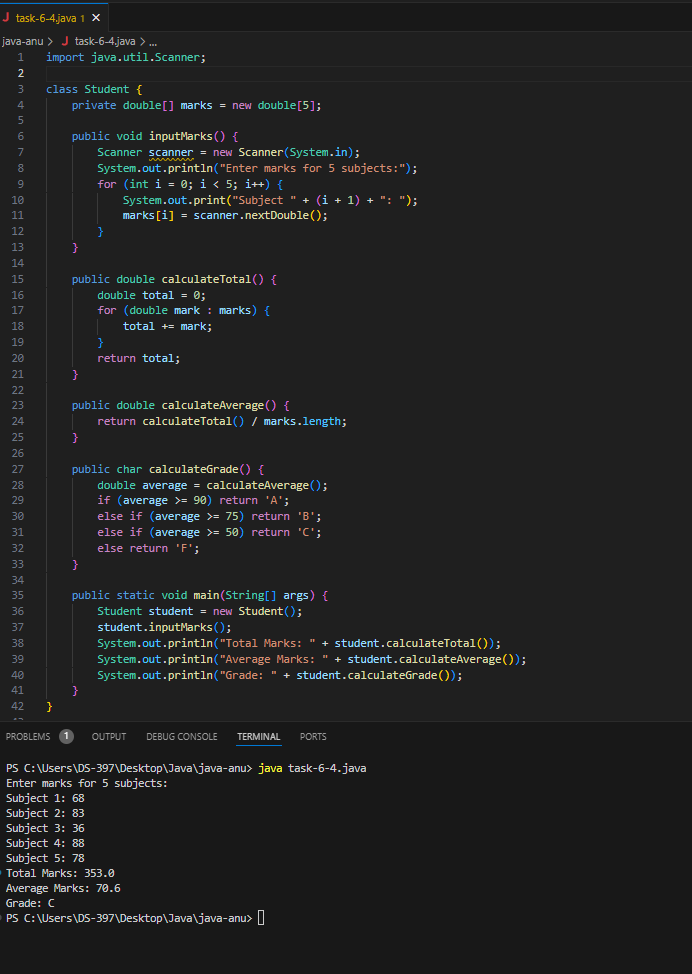 J task-6-4.java 1 ×
java-anu > J task-6-4.java > ...
1 import java.util.Scanner;
2
3 class Student {
4     private double[] marks = new double[5];
5
6     public void inputMarks() {
7         Scanner scanner = new Scanner(System.in);
8         System.out.println("Enter marks for 5 subjects:");
9         for (int i = 0; i < 5; i++) {
10             System.out.print("Subject " + (i + 1) + ": ");
11             marks[i] = scanner.nextDouble();
12         }
13     }
14
15     public double calculateTotal() {
16         double total = 0;
17         for (double mark : marks) {
18             total += mark;
19         }
20         return total;
21     }
22
23     public double calculateAverage() {
24         return calculateTotal() / marks.length;
25     }
26
27     public char calculateGrade() {
28         double average = calculateAverage();
29         if (average >= 90) return 'A';
30         else if (average >= 75) return 'B';
31         else if (average >= 50) return 'C';
32         else return 'F';
33     }
34
35     public static void main(String[] args) {
36         Student student = new Student();
37         student.inputMarks();
38         System.out.println("Total Marks: " + student.calculateTotal());
39         System.out.println("Average Marks: " + student.calculateAverage());
40         System.out.println("Grade: " + student.calculateGrade());
41     }
42 }
PROBLEMS 1 OUTPUT DEBUG CONSOLE TERMINAL PORTS
PS C:\Users\DS-397\Desktop\Java\java-anu> java task-6-4.java
Enter marks for 5 subjects:
Subject 1: 68
Subject 2: 83
Subject 3: 36
Subject 4: 88
Subject 5: 78
Total Marks: 353.0
Average Marks: 70.6
Grade: C
PS C:\Users\DS-397\Desktop\Java\java-anu>